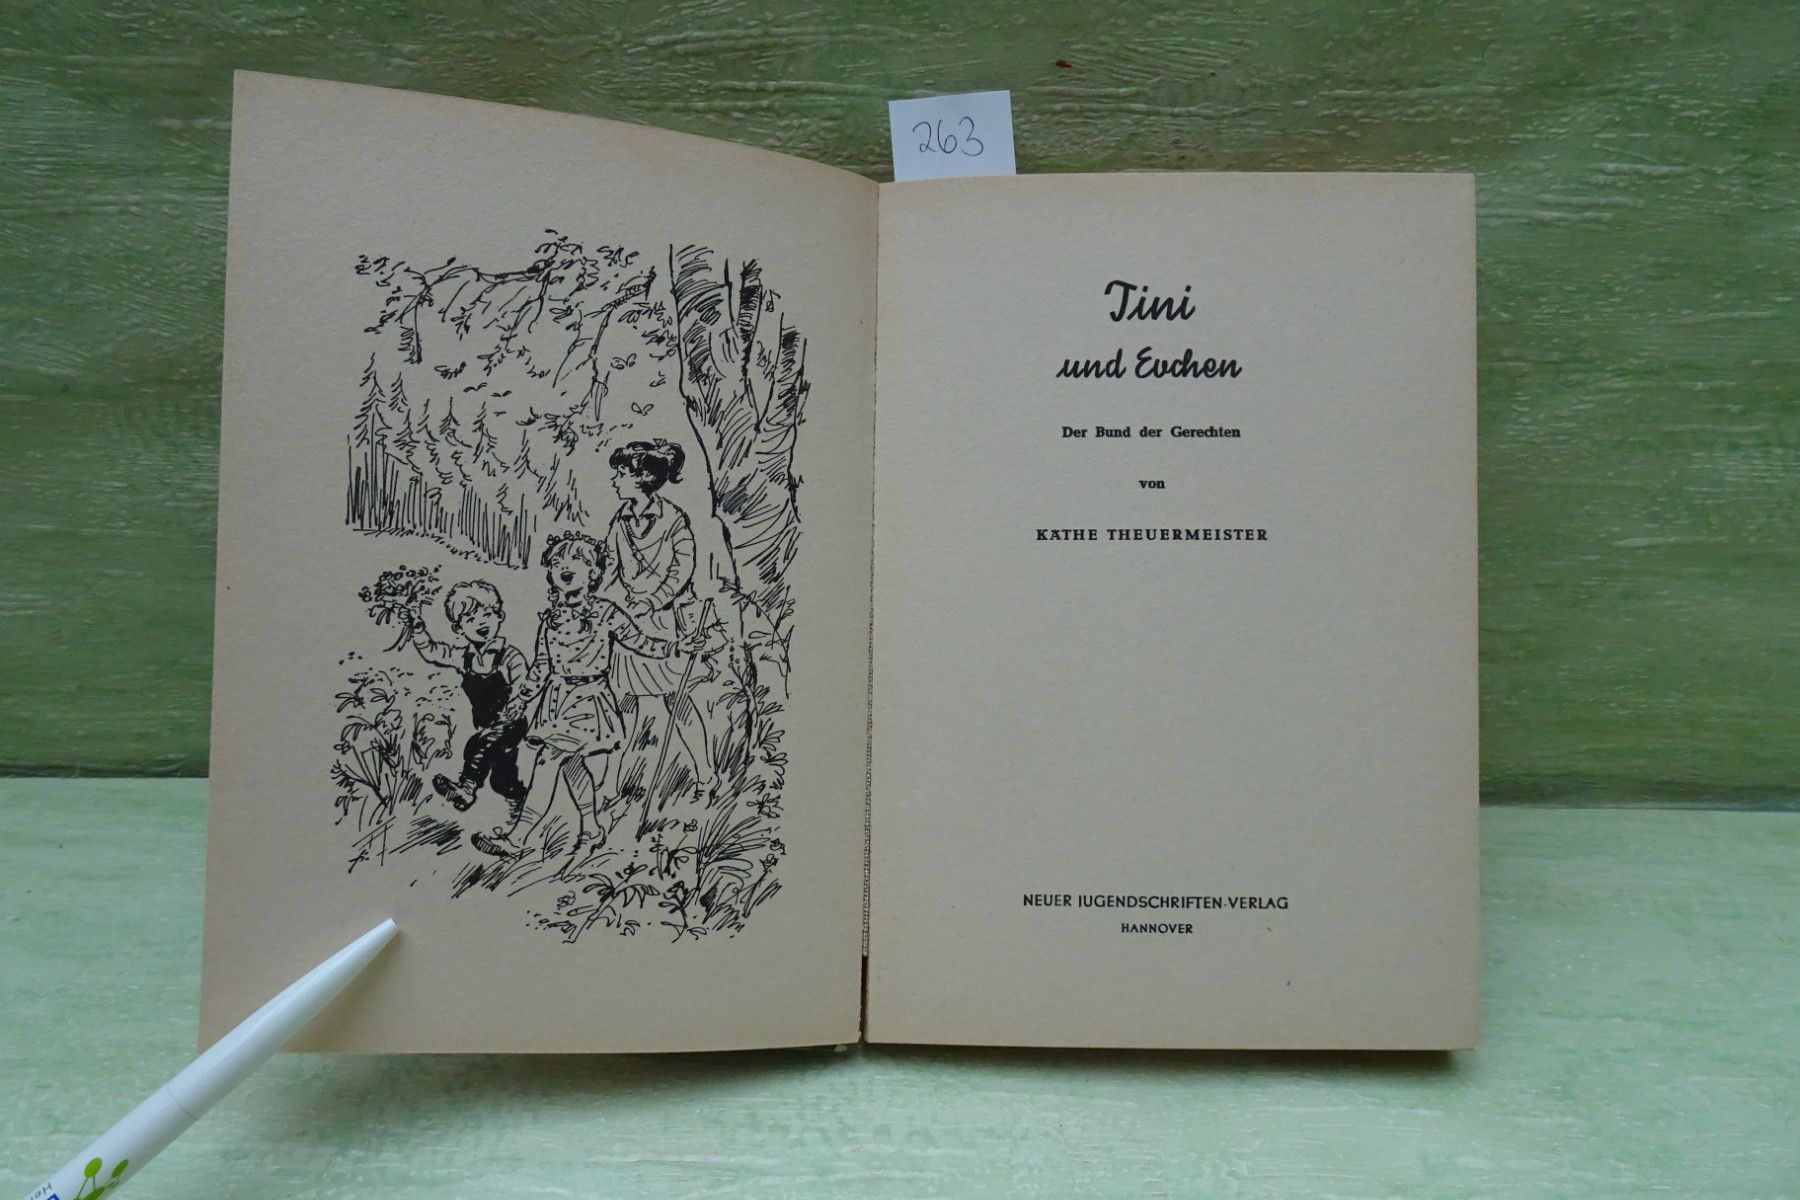 263
Tini
und Evchen
Der Bund der Gerechten
von
KÄTHE THEUERMEISTER
NEUER JUGENDSCHRIFTEN-VERLAG
HANNOVER